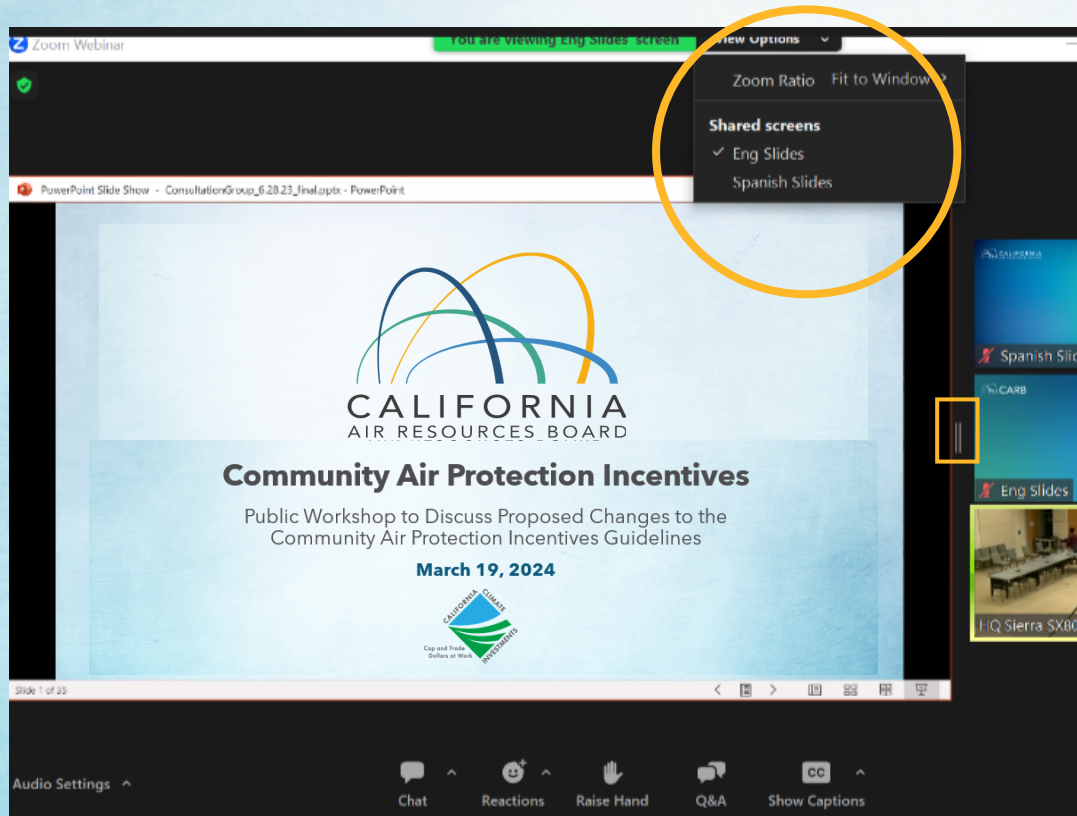 Zoom Webinar
You are viewing Eng Slides' screen
View Options
Zoom Ratio Fit to Window >
Shared screens
✓ Eng Slides
Spanish Slides
PowerPoint Slide Show - ConsultationGroup_6.28.23_final.pptx - PowerPoint
CALIFORNIA
CALIFORNIA
AIR RESOURCES BOARD
Spanish Slid
CARB
Community Air Protection Incentives
Eng Slides
Public Workshop to Discuss Proposed Changes to the
Community Air Protection Incentives Guidelines
March 19, 2024
CALIFORNIA CLIMATE
INVESTMENTS
Cap and Trade
Dollars at Work
HQ Sierra SX80
Slide 1 of 35
Audio Settings
Chat
Reactions
Raise Hand
Q&A
CC
Show Captions